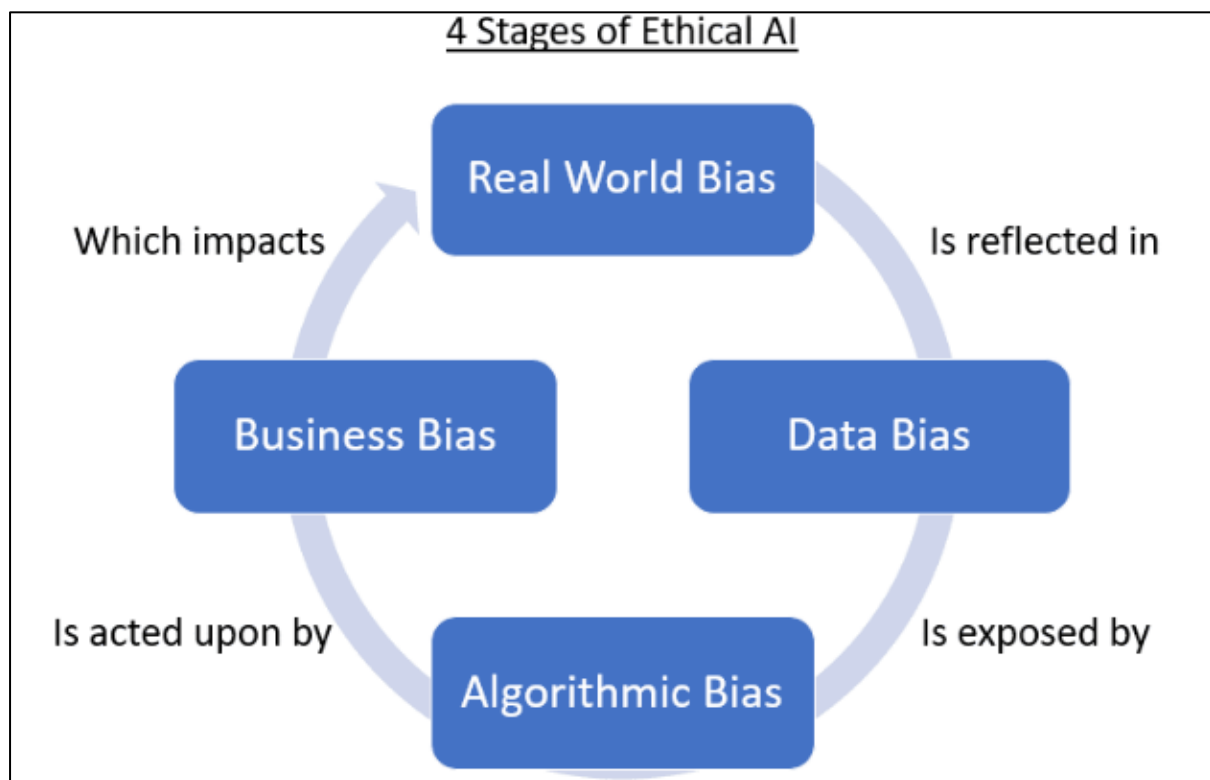 4 Stages of Ethical AI
Real World Bias
Which impacts
Is reflected in
Business Bias
Data Bias
Is acted upon by
Is exposed by
Algorithmic Bias